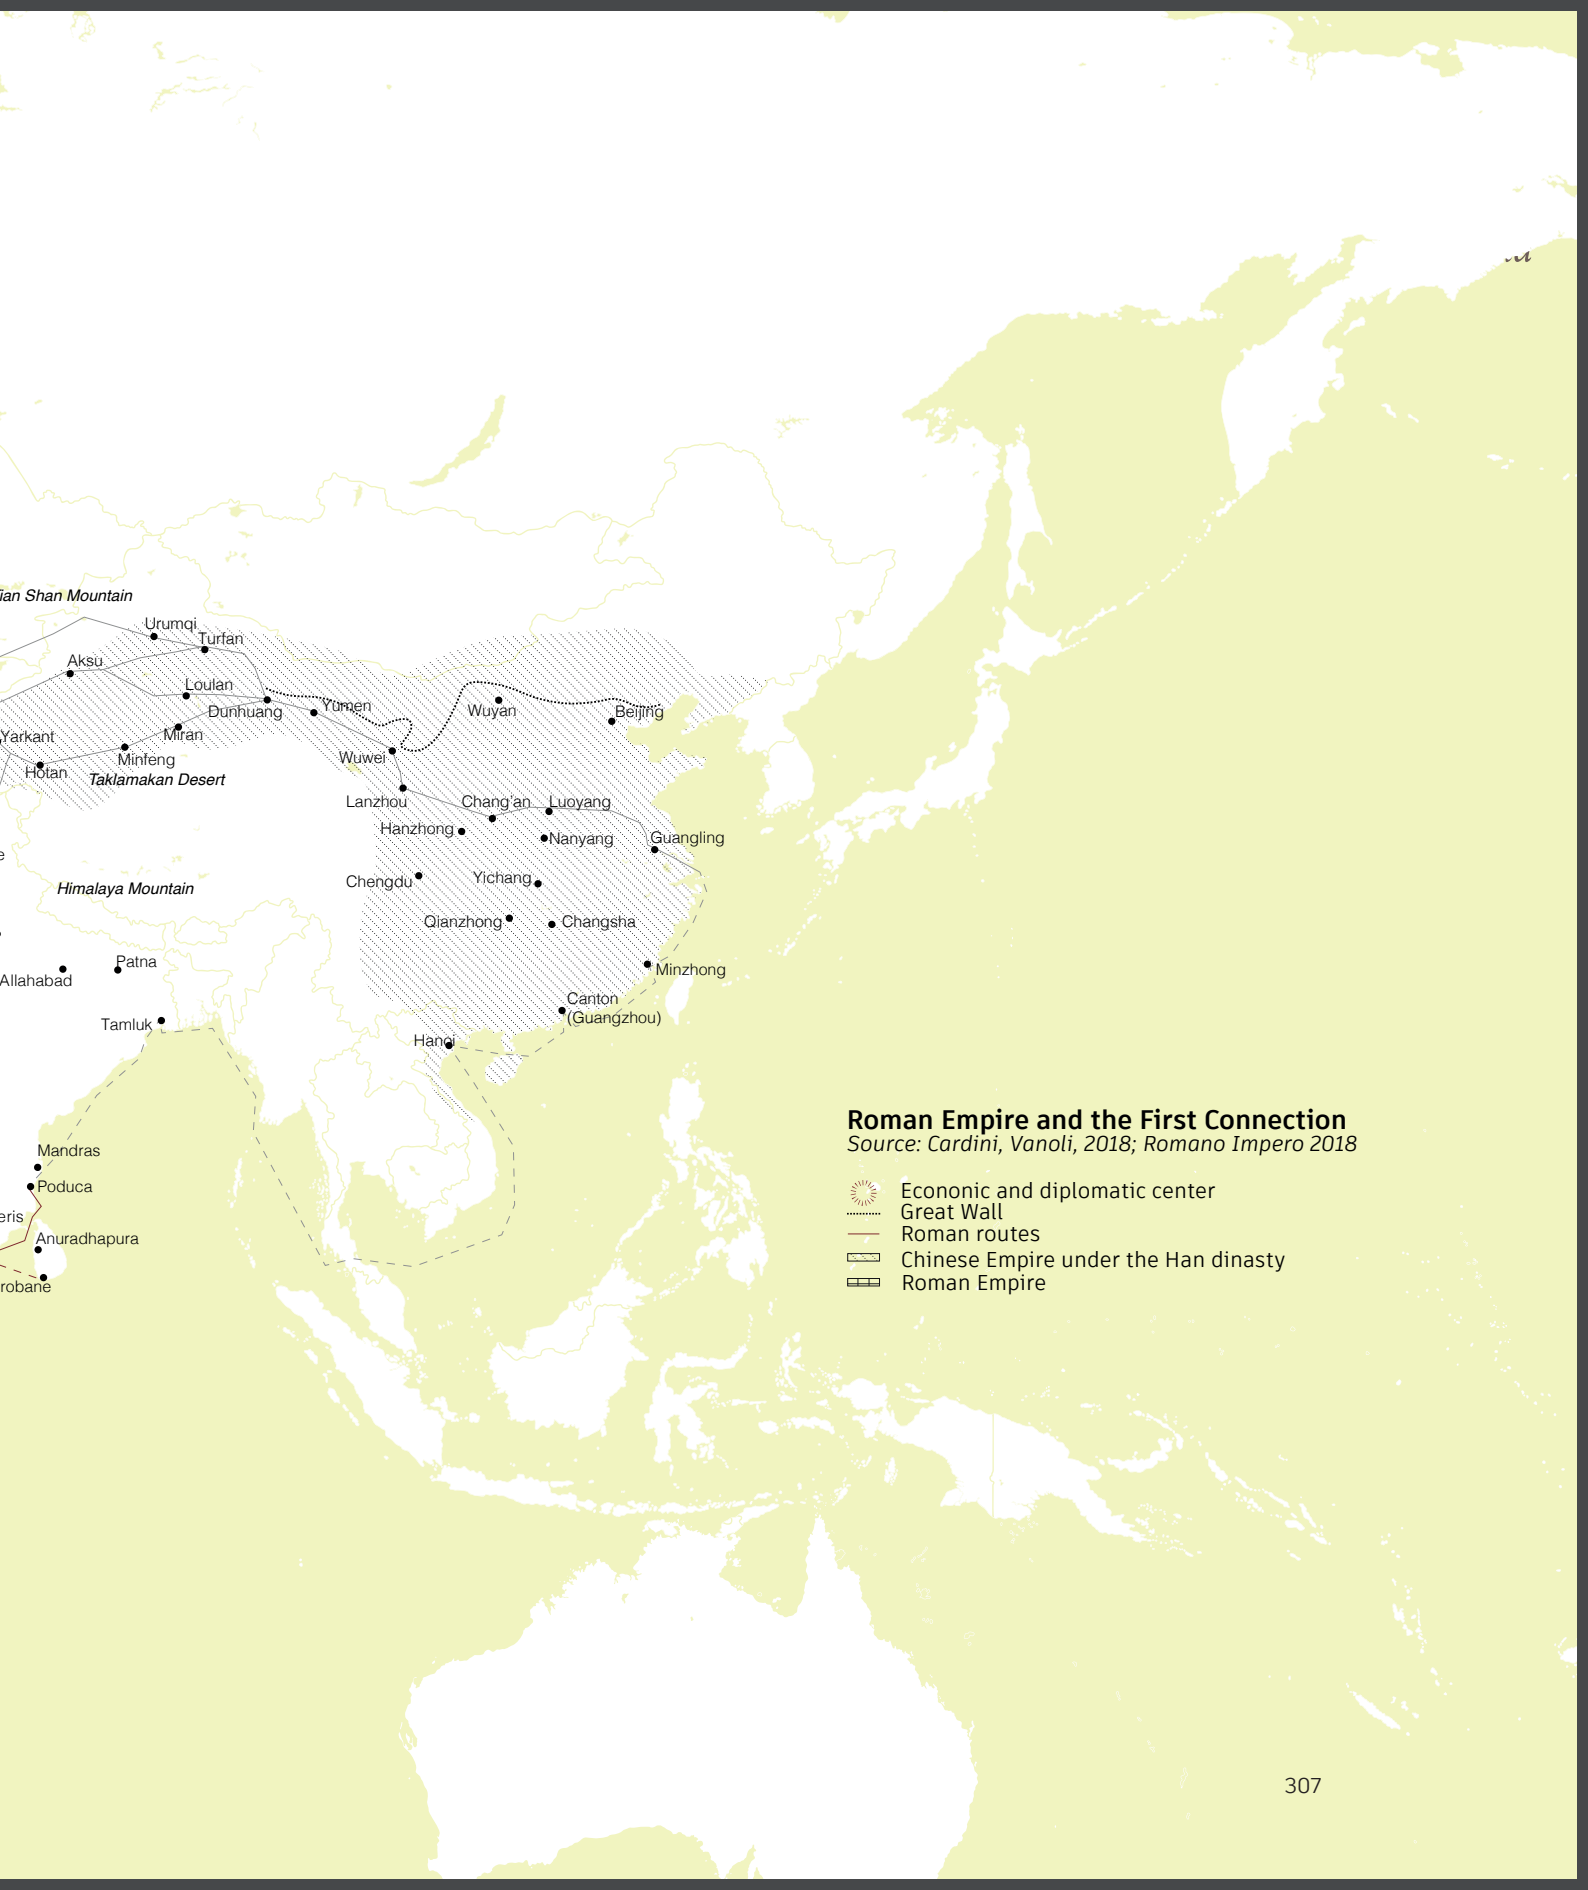 ian Shan Mountain
Urumqi
Turfan
Aksu
Loulan
Dunhuang
Yumen
Wuyan
Beijing
Yarkant
Miran
Minfeng
Hotan
Taklamakan Desert
Wuwei
Lanzhou
Chang'an
Luoyang
Hanzhong
Nanyang
Guangling
e
Himalaya Mountain
Chengdu
Yichang
Qianzhong
Changsha
Allahabad
Patna
Minzhong
Tamluk
Canton
(Guangzhou)
Hanoi
Mandras
Poduca
eris
Anuradhapura
robane
Roman Empire and the First Connection
Source: Cardini, Vanoli, 2018; Romano Impero 2018
Econonic and diplomatic center
Great Wall
Roman routes
Chinese Empire under the Han dinasty
Roman Empire
307